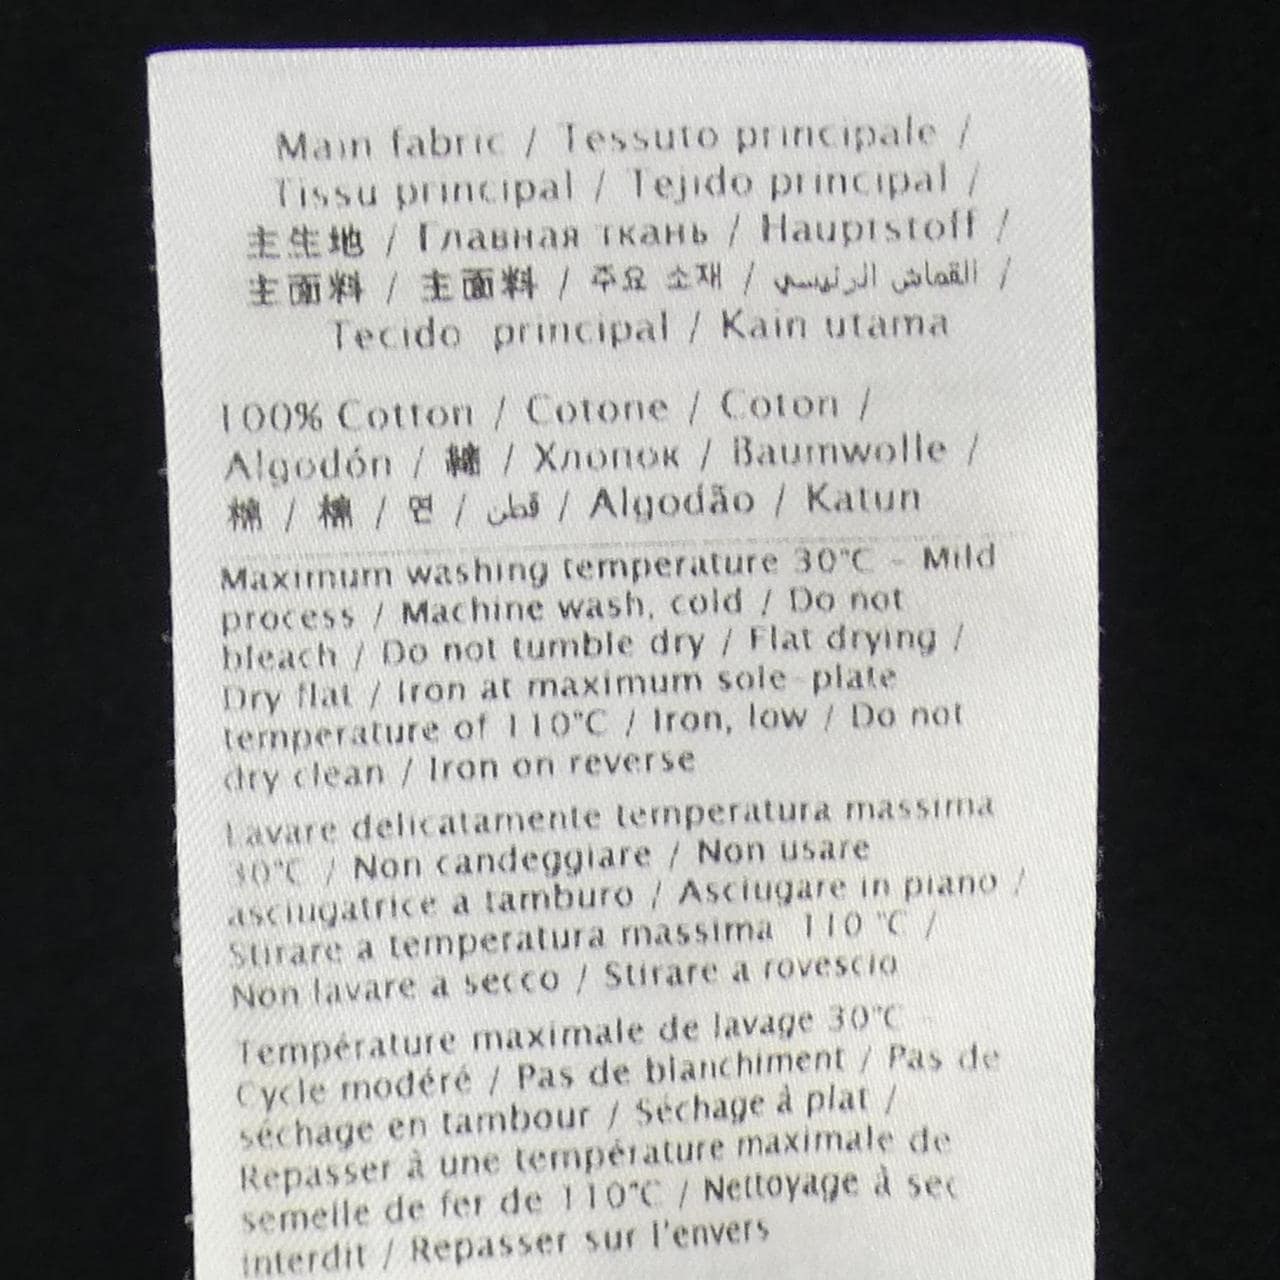 Main fabric / Tessuto principale /
Tissu principal / Tejido principal /
主生地 / Главная ткань / Hauptstoff /
主面料 / 主面料 / 주요 소재 / القماش الرئيسي /
Tecido principal / Kain utama
100% Cotton / Cotone / Coton /
Algodón / 綿 / Хлопок / Baumwolle /
棉 / 棉 / 면 / قطن / Algodão / Katun
Maximum washing temperature 30°C - Mild
process / Machine wash, cold / Do not
bleach / Do not tumble dry / Flat drying /
Dry flat / Iron at maximum sole-plate
temperature of 110°C / Iron, low / Do not
dry clean / Iron on reverse
Lavare delicatamente temperatura massima
30°C / Non candeggiare / Non usare
asciugatrice a tamburo / Asciugare in piano /
Stirare a temperatura massima 110 °C /
Non lavare a secco / Stirare a rovescio
Température maximale de lavage 30°C -
Cycle modéré / Pas de blanchiment / Pas de
séchage en tambour / Séchage à plat /
Repasser à une température maximale de
semelle de fer de 110°C / Nettoyage à sec
interdit / Repasser sur l'envers